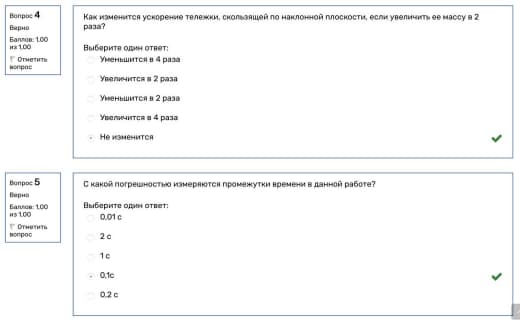 Вопрос 4
Верно
Баллов: 1,00
из 1,00
Отметить
вопрос
Как изменится ускорение тележки, скользящей по наклонной плоскости, если увеличить ее массу в 2
раза?
Выберите один ответ:
Уменьшится в 4 раза
Увеличится в 2 раза
Уменьшится в 2 раза
Увеличится в 4 раза
Не изменится
Вопрос 5
Верно
Баллов: 1,00
из 1,00
Отметить
вопрос
С какой погрешностью измеряются промежутки времени в данной работе?
Выберите один ответ:
0,01 с
2 с
1 с
0,1с
0.2 с